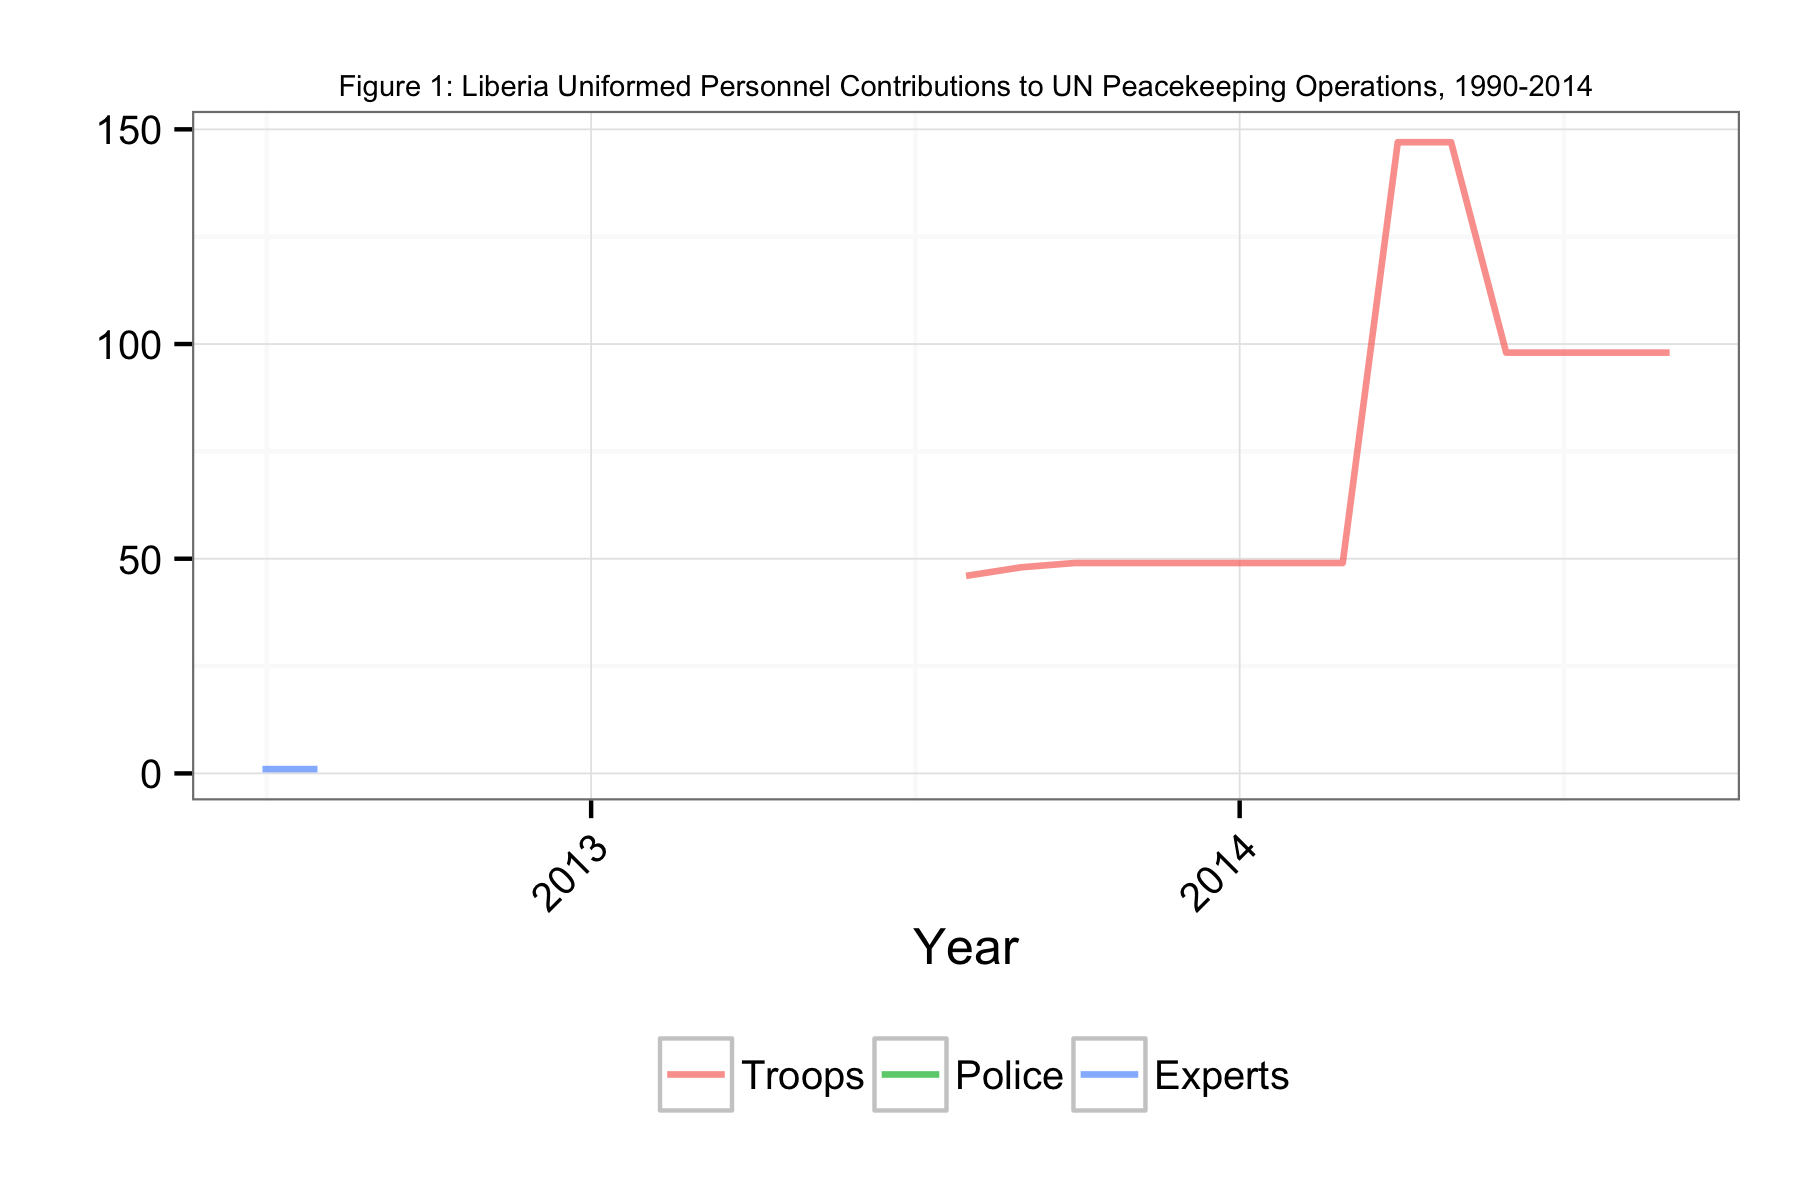 Figure 1: Liberia Uniformed Personnel Contributions to UN Peacekeeping Operations, 1990-2014
150
100
50
0
2013 2014
Year
Troops Police Experts